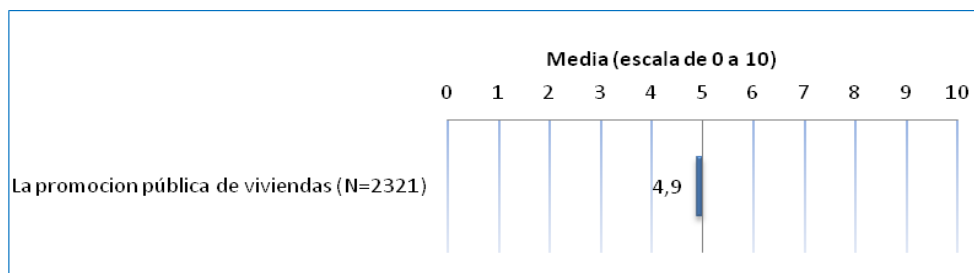 Media (escala de 0 a 10)
0 1 2 3 4 5 6 7 8 9 10
La promocion pública de viviendas (N=2321)
4,9